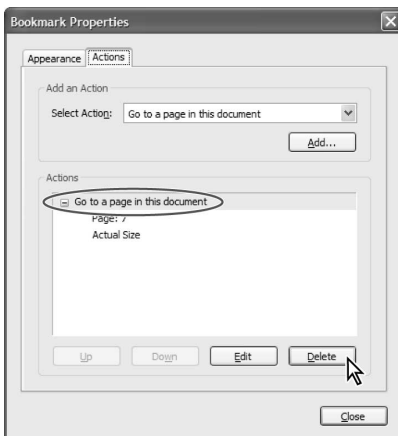 Bookmark Properties
Appearance Actions
Add an Action
Select Action: Go to a page in this document
Add...
Actions
Go to a page in this document
Page: 7
Actual Size
Up Down Edit Delete
Close